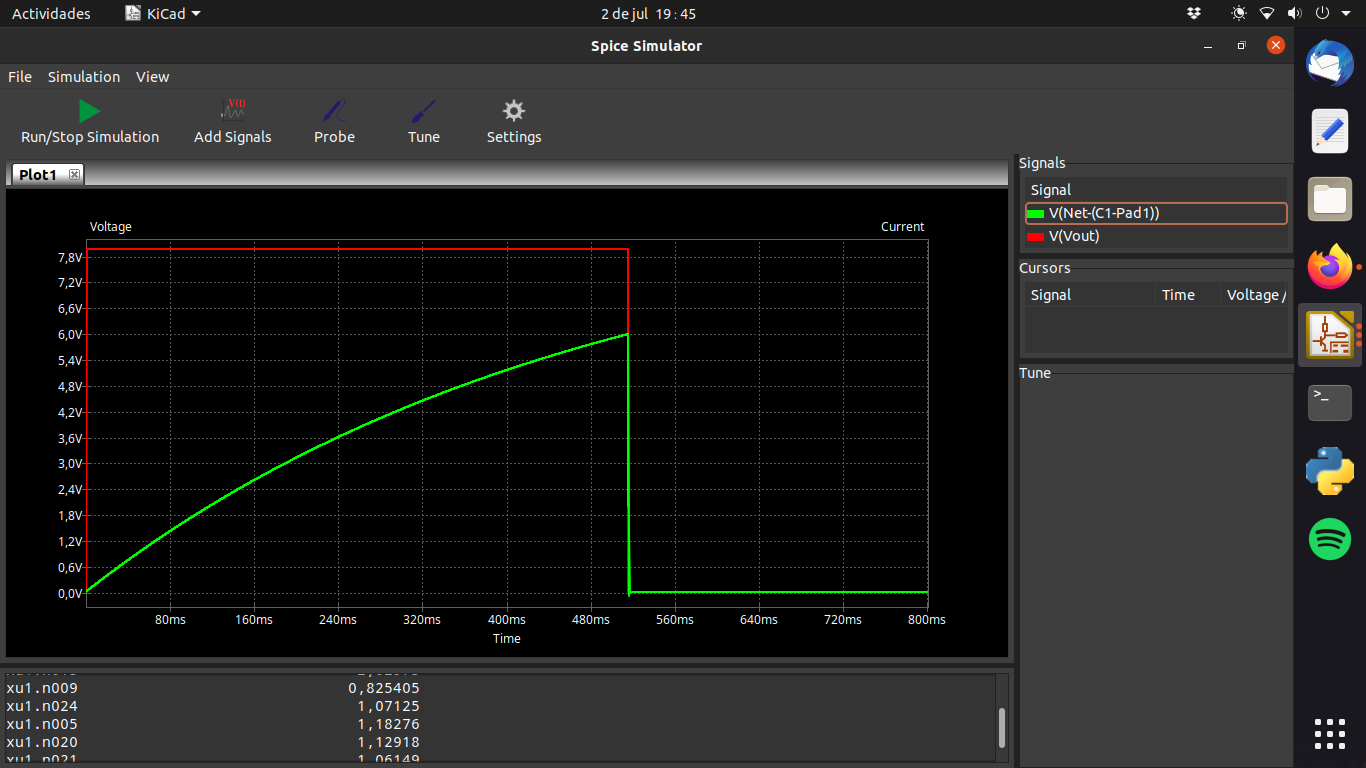 Actividades KiCad 2 de jul 19:45
Spice Simulator
File Simulation View
V(I)
Run/Stop Simulation Add Signals Probe Tune Settings
Plot1
Voltage Current
7,8V
7,2V
6,6V
6,0V
5,4V
4,8V
4,2V
3,6V
3,0V
2,4V
1,8V
1,2V
0,6V
0,0V
80ms 160ms 240ms 320ms 400ms 480ms 560ms 640ms 720ms 800ms
Time
Signals
Signal
V(Net-(C1-Pad1))
V(Vout)
Cursors
Signal Time Voltage /
Tune
xu1.n009 0,825405
xu1.n024 1,07125
xu1.n005 1,18276
xu1.n020 1,12918
xu1.n021 1,06149
>_